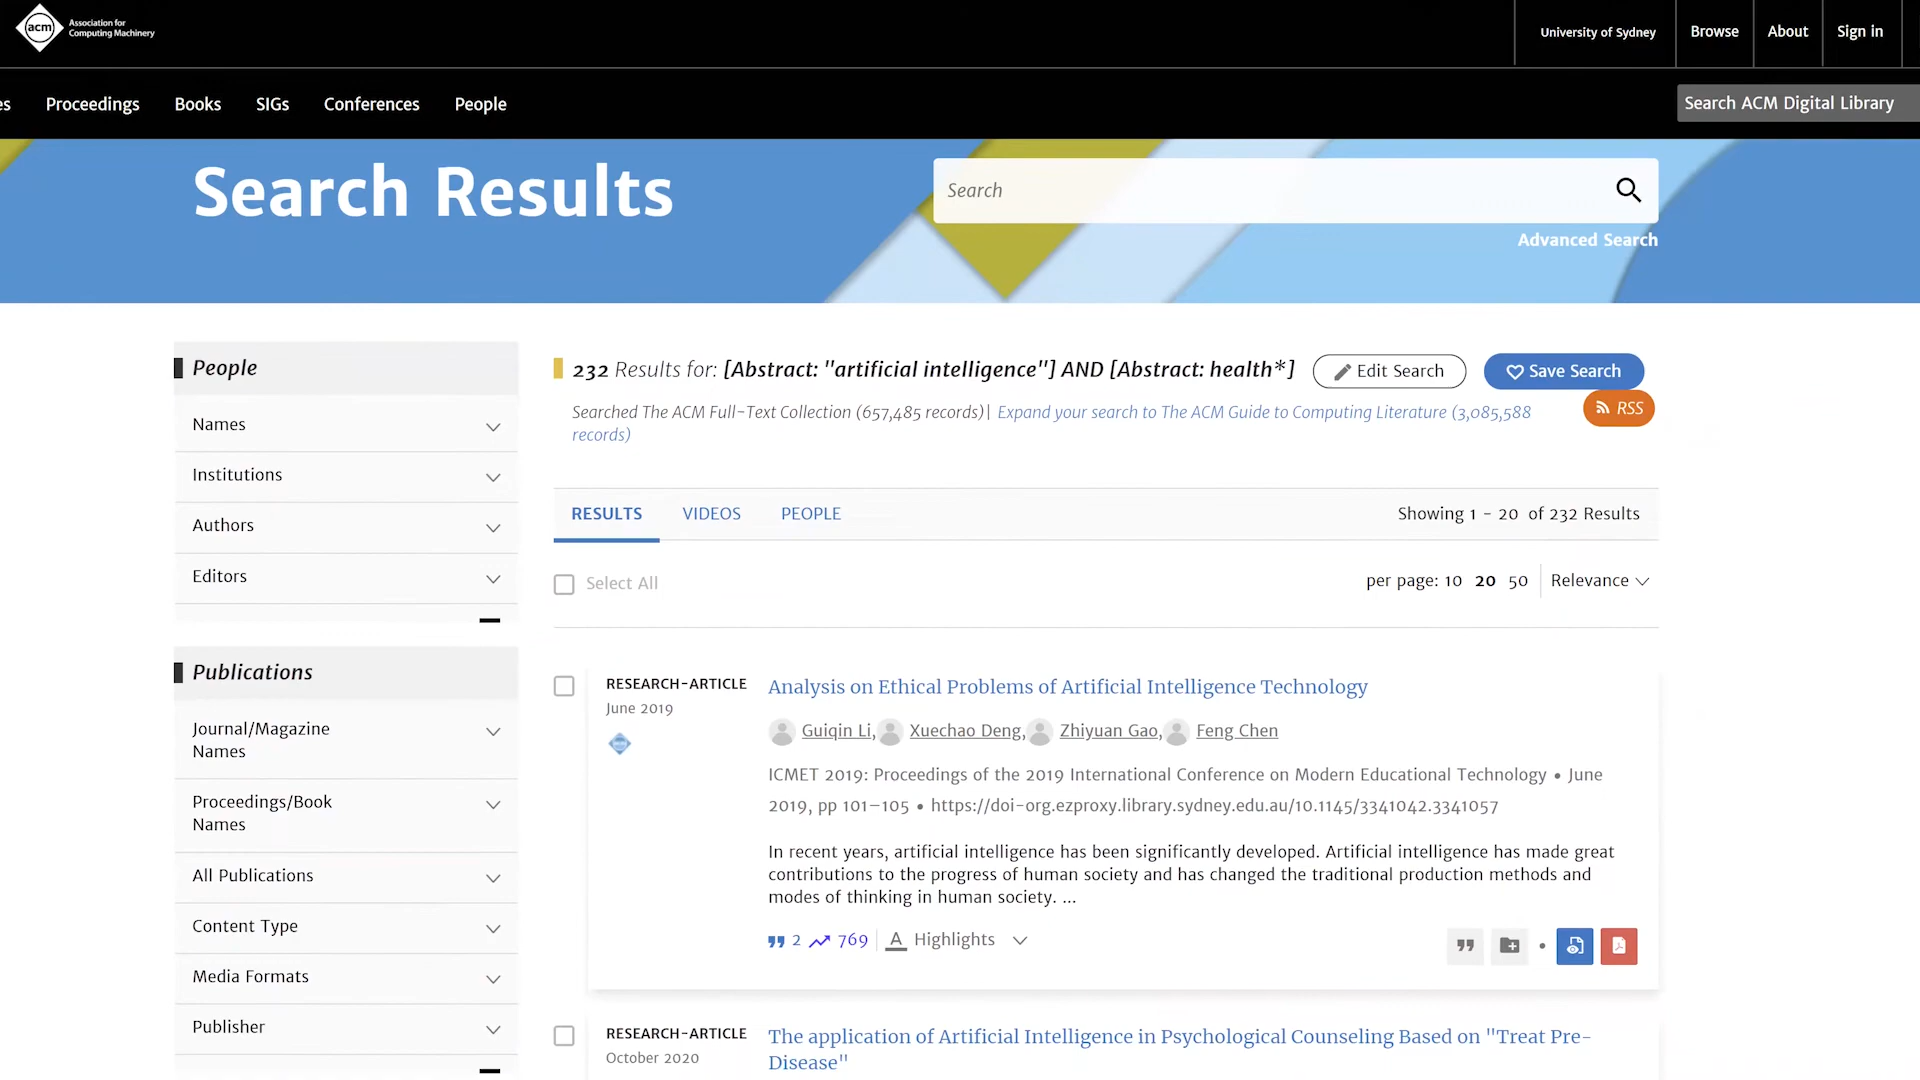 acm Association for
Computing Machinery
University of Sydney
Browse
About
Sign in
es
Proceedings
Books
SIGs
Conferences
People
Search ACM Digital Library
Search Results
Search
Advanced Search
People
Names
Institutions
Authors
Editors
Publications
Journal/Magazine
Names
Proceedings/Book
Names
All Publications
Content Type
Media Formats
Publisher
232 Results for: [Abstract: "artificial intelligence"] AND [Abstract: health*]
Edit Search
Save Search
Searched The ACM Full-Text Collection (657,485 records)| Expand your search to The ACM Guide to Computing Literature (3,085,588
records)
RSS
RESULTS
VIDEOS
PEOPLE
Showing 1 - 20 of 232 Results
Select All
per page: 10 20 50
Relevance
RESEARCH-ARTICLE
June 2019
Analysis on Ethical Problems of Artificial Intelligence Technology
Guiqin Li, Xuechao Deng, Zhiyuan Gao, Feng Chen
ICMET 2019: Proceedings of the 2019 International Conference on Modern Educational Technology • June
2019, pp 101–105 • https://doi-org.ezproxy.library.sydney.edu.au/10.1145/3341042.3341057
In recent years, artificial intelligence has been significantly developed. Artificial intelligence has made great
contributions to the progress of human society and has changed the traditional production methods and
modes of thinking in human society. ...
2 769 A Highlights
RESEARCH-ARTICLE
October 2020
The application of Artificial Intelligence in Psychological Counseling Based on "Treat Pre-
Disease"